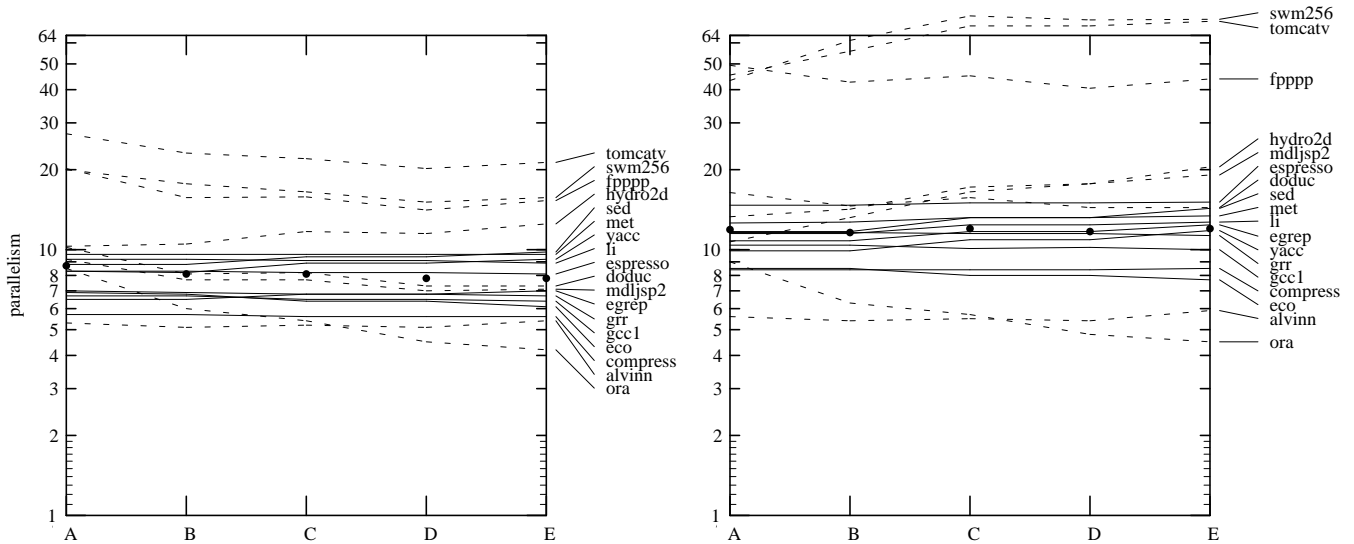 parallelism
64
50
40
30
20
10
8
7
6
5
4
3
2
1
A B C D E
tomcatv
swm256
fpppp
hydro2d
sed
met
yacc
li
espresso
doduc
mdljsp2
egrep
grr
gcc1
eco
compress
alvinn
ora
64
50
40
30
20
10
8
7
6
5
4
3
2
1
A B C D E
swm256
tomcatv
fpppp
hydro2d
mdljsp2
espresso
doduc
sed
met
li
egrep
yacc
grr
gcc1
compress
eco
alvinn
ora